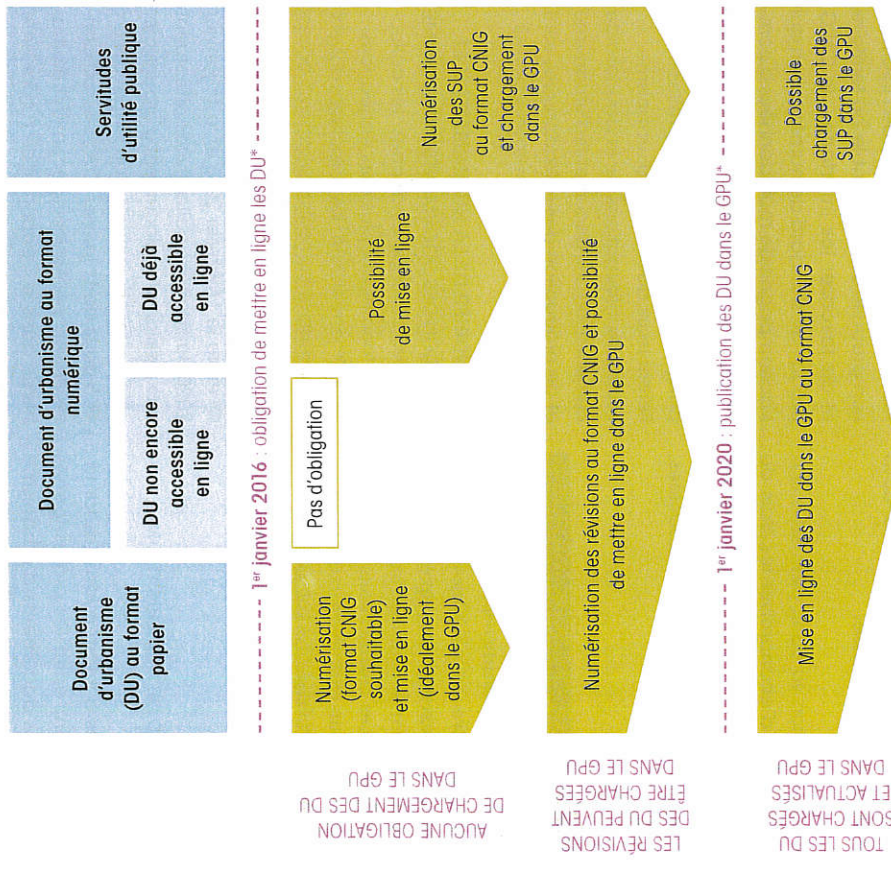 Document
d'urbanisme
(DU) au format
papier
Document d'urbanisme au format
numérique
DU non encore
accessible
en ligne
DU déjà
accessible
en ligne
Servitudes
d'utilité publique
1er janvier 2016 : obligation de mettre en ligne les DU*
AUCUNE OBLIGATION
DE CHARGEMENT DES DU
DANS LE GPU
Numérisation
(format CNIG
souhaitable)
et mise en ligne
(idéalement
dans le GPU)
Pas d'obligation
Possibilité
de mise en ligne
Numérisation
des SUP
au format CNIG
et chargement
dans le GPU
LES RÉVISIONS
DES DU PEUVENT
ÊTRE CHARGÉES
DANS LE GPU
Numérisation des révisions au format CNIG et possibilité
de mettre en ligne dans le GPU
1er janvier 2020 : publication des DU dans le GPU*
TOUS LES DU
SONT CHARGÉS
ET ACTUALISÉS
DANS LE GPU
Mise en ligne des DU dans le GPU au format CNIG
Possible
chargement des
SUP dans le GPU